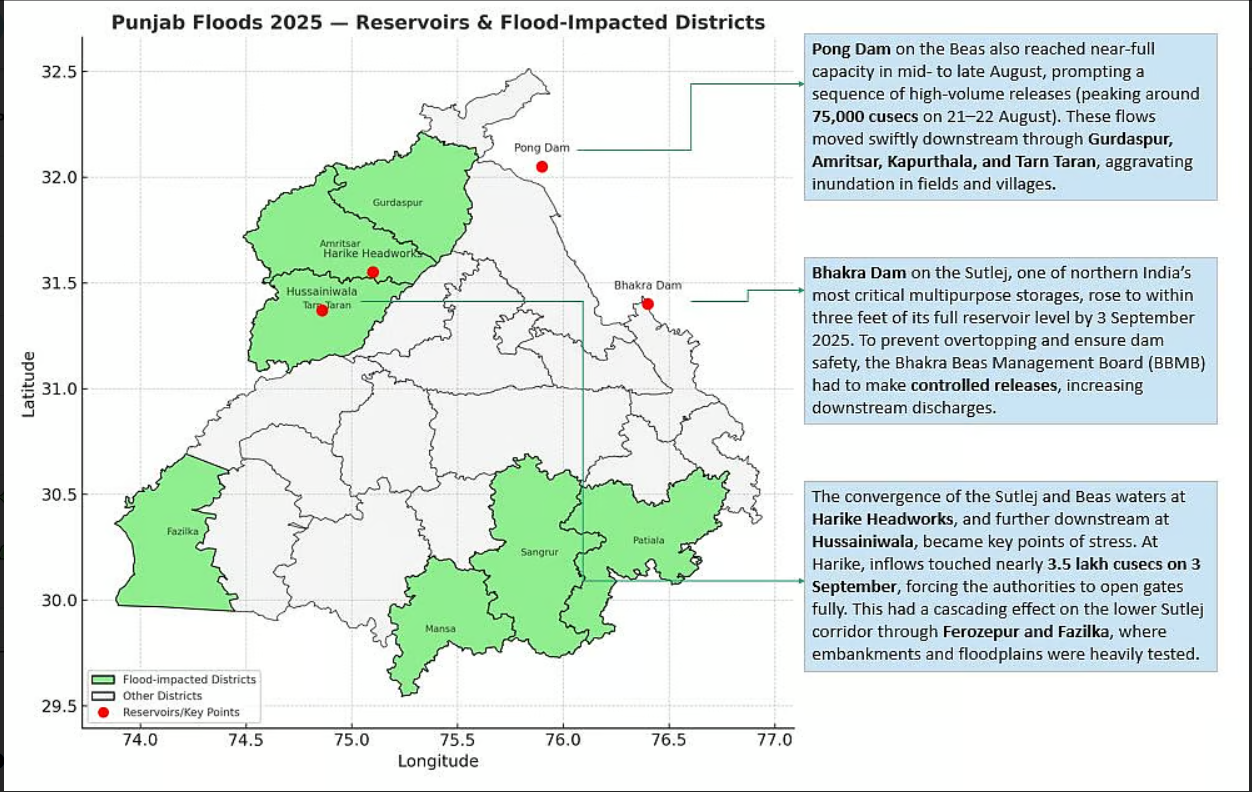 Punjab Floods 2025 — Reservoirs & Flood-Impacted Districts
Latitude
32.5
32.0
31.5
31.0
30.5
30.0
29.5
Pong Dam
Gurdaspur
Amritsar
Harike Headworks
Hussainiwala
Tarn Taran
Bhakra Dam
Fazilka
Sangrur
Patiala
Mansa
Flood-impacted Districts
Other Districts
Reservoirs/Key Points
74.0 74.5 75.0 75.5 76.0 76.5 77.0
Longitude
Pong Dam on the Beas also reached near-full
capacity in mid- to late August, prompting a
sequence of high-volume releases (peaking around
75,000 cusecs on 21–22 August). These flows
moved swiftly downstream through Gurdaspur,
Amritsar, Kapurthala, and Tarn Taran, aggravating
inundation in fields and villages.
Bhakra Dam on the Sutlej, one of northern India’s
most critical multipurpose storages, rose to within
three feet of its full reservoir level by 3 September
2025. To prevent overtopping and ensure dam
safety, the Bhakra Beas Management Board (BBMB)
had to make controlled releases, increasing
downstream discharges.
The convergence of the Sutlej and Beas waters at
Harike Headworks, and further downstream at
Hussainiwala, became key points of stress. At
Harike, inflows touched nearly 3.5 lakh cusecs on 3
September, forcing the authorities to open gates
fully. This had a cascading effect on the lower Sutlej
corridor through Ferozepur and Fazilka, where
embankments and floodplains were heavily tested.